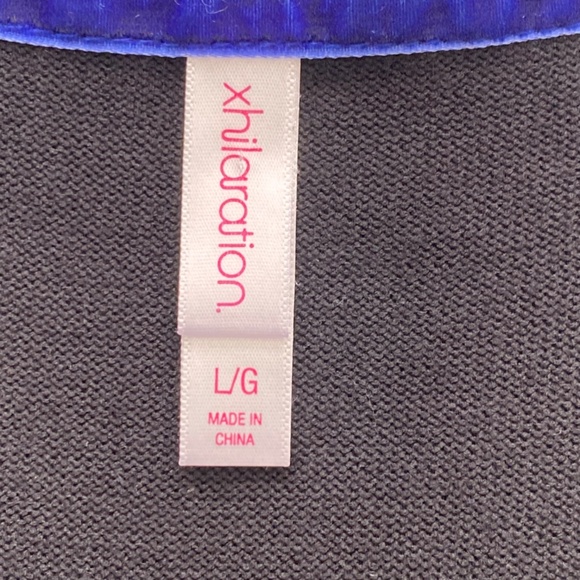 xhilaration.
L/G
MADE IN
CHINA